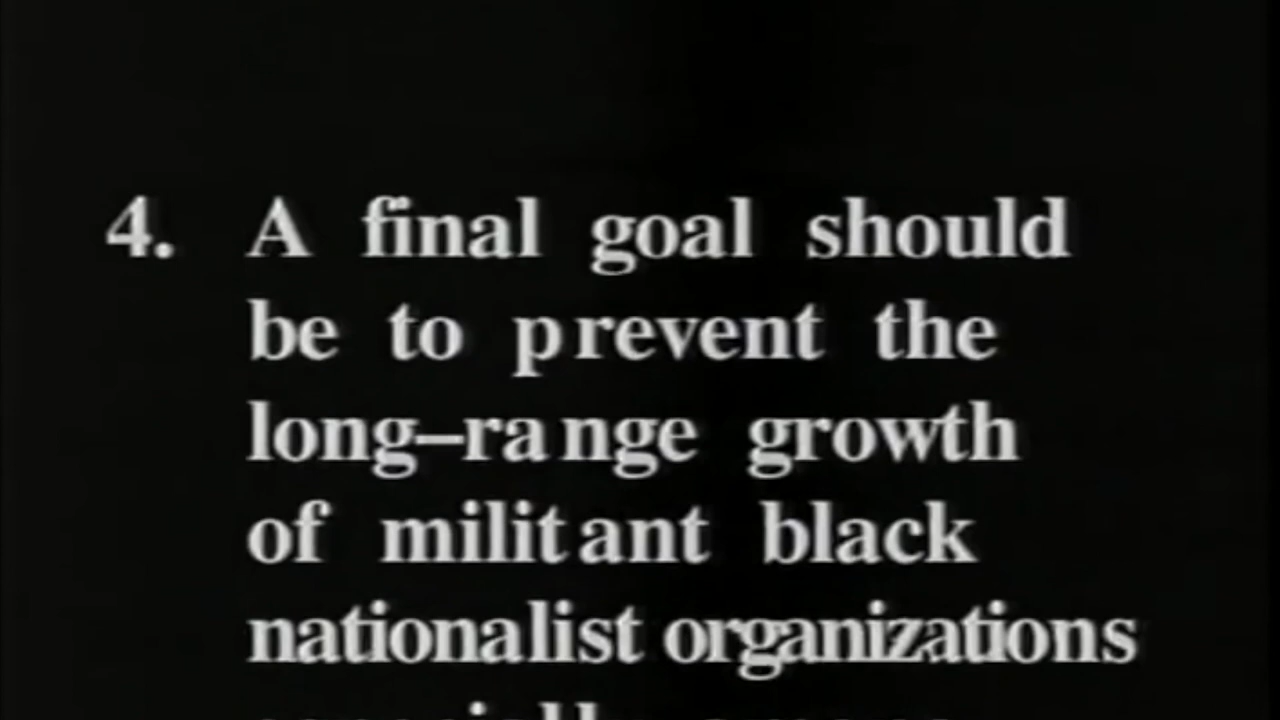 4. A final goal should
be to prevent the
long–range growth
of militant black
nationalist organizations